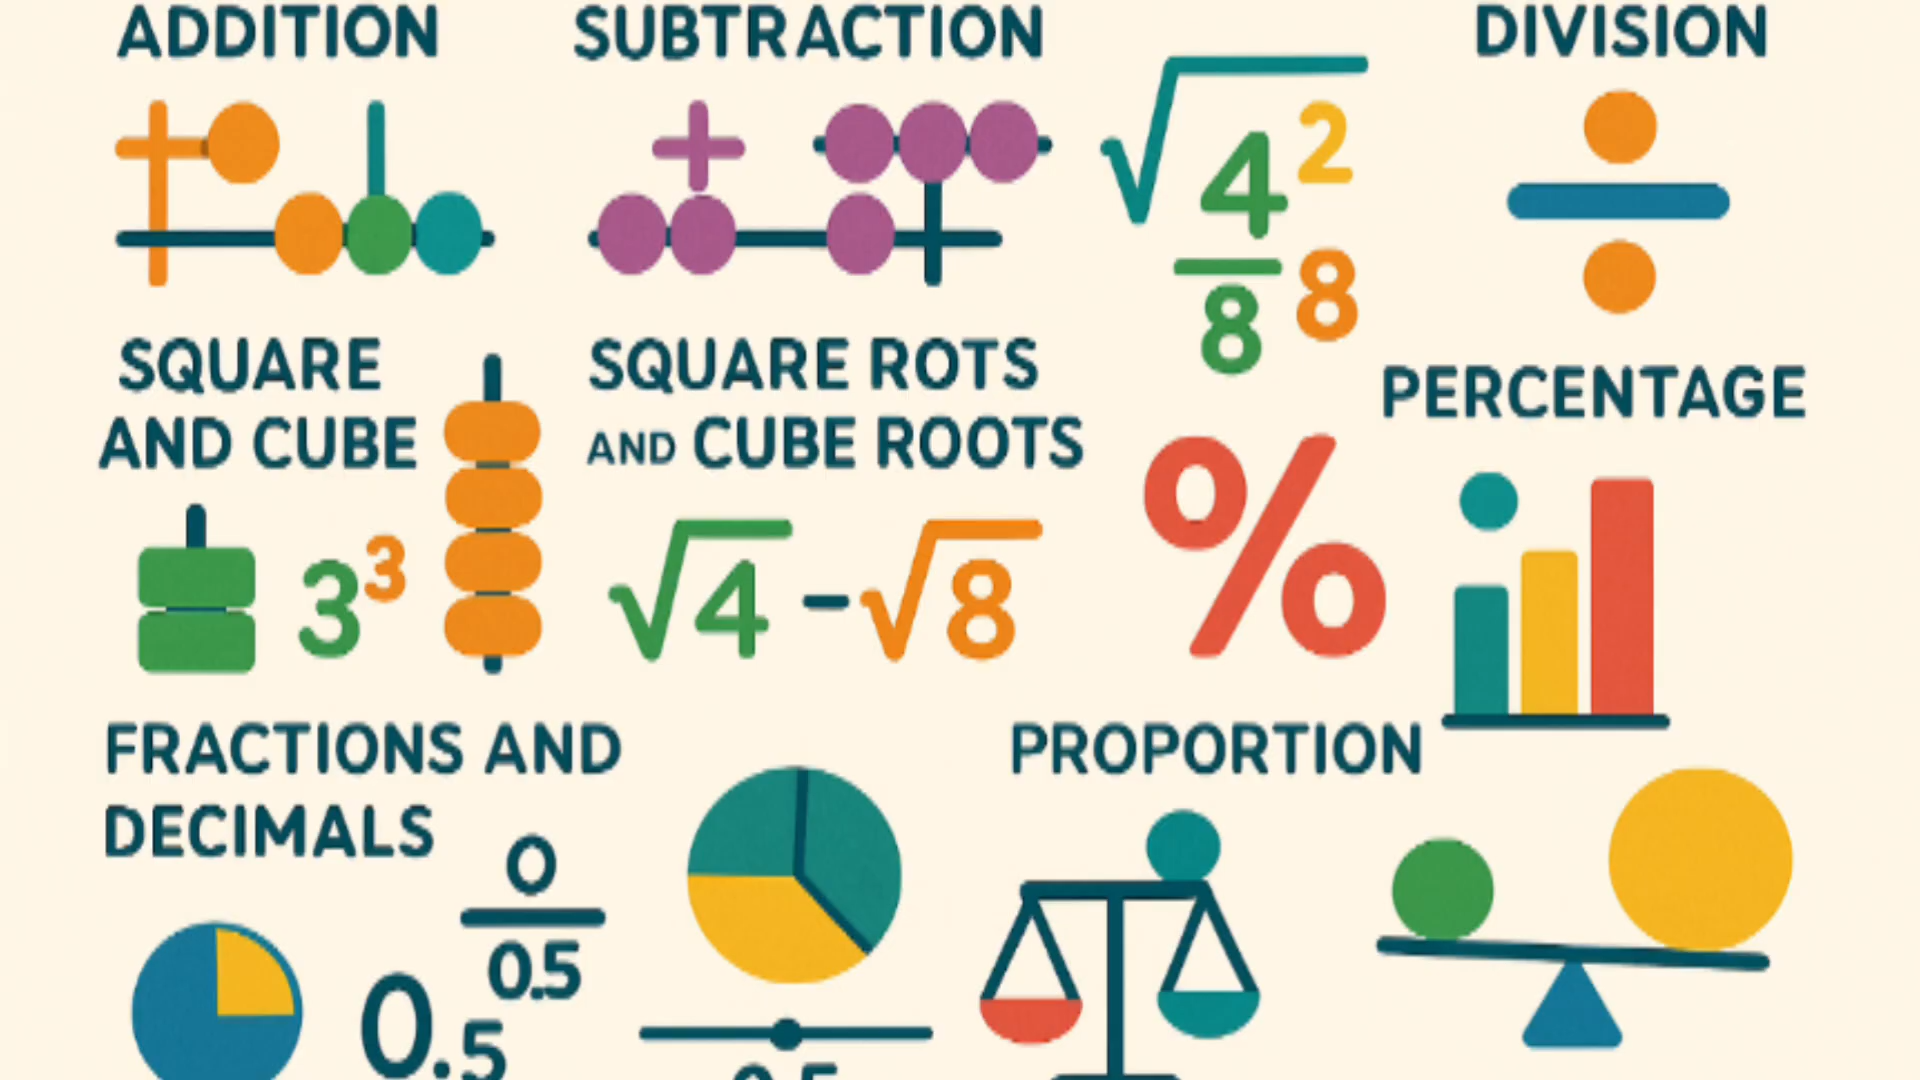 ADDITION
SUBTRACTION
DIVISION
√4²
8 8
SQUARE
AND CUBE
3³
SQUARE ROTS
AND CUBE ROOTS
√4 - √8
PERCENTAGE
%
FRACTIONS AND
DECIMALS
0
0.5
0.5
PROPORTION